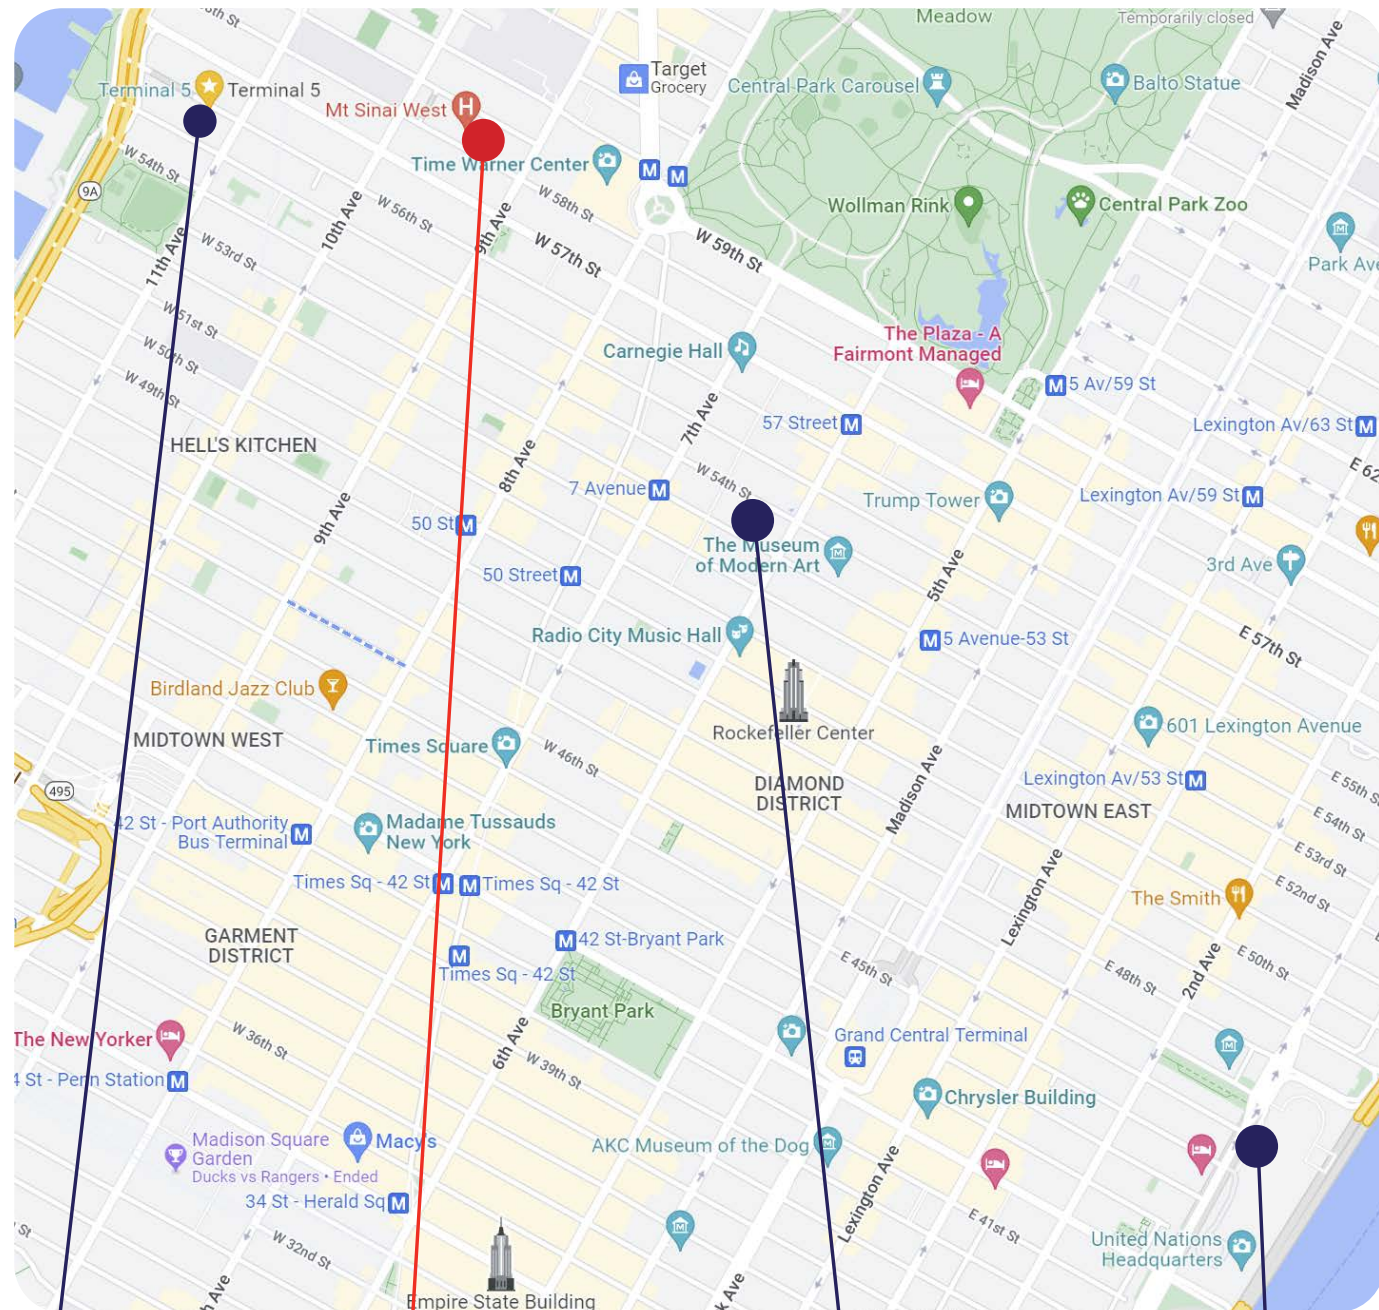 Meadow
Temporarily closed
Madison Ave
Target
Grocery
Central Park Carousel
Balto Statue
Terminal 5
Terminal 5
Mt Sinai West
Time Warner Center
M
M
W 54th St
9A
W 56th St
W 58th St
10th Ave
9th Ave
Wollman Rink
Central Park Zoo
W 53rd St
11th Ave
W 57th St
W 59th St
Park Ave
W 51st St
W 50th St
W 49th St
Carnegie Hall
The Plaza - A
Fairmont Managed
M 5 Av/59 St
7th Ave
57 Street M
Lexington Av/63 St M
HELL'S KITCHEN
8th Ave
W 54th St
7 Avenue M
Trump Tower
Lexington Av/59 St M
9th Ave
50 St M
The Museum
of Modern Art
50 Street M
5th Ave
3rd Ave
Radio City Music Hall
M 5 Avenue-53 St
E 57th St
Birdland Jazz Club
Rockefeller Center
601 Lexington Avenue
MIDTOWN WEST
Times Square
W 46th St
DIAMOND
DISTRICT
Madison Ave
Lexington Av/53 St M
MIDTOWN EAST
E 55th St
E 54th St
E 53rd St
E 52nd St
495
42 St - Port Authority
Bus Terminal M
Madame Tussauds
New York
Times Sq - 42 St M
M Times Sq - 42 St
Lexington Ave
The Smith
GARMENT
DISTRICT
M 42 St-Bryant Park
M
Times Sq - 42 St
E 45th St
E 48th St
2nd Ave
E 50th St
Bryant Park
The New Yorker
W 36th St
6th Ave
W 39th St
Grand Central Terminal
4 St - Penn Station M
Chrysler Building
Madison Square
Garden
Ducks vs Rangers • Ended
Macy's
AKC Museum of the Dog
34 St - Herald Sq M
Lexington Ave
E 41st St
St
W 32nd St
United Nations
Headquarters
Empire State Building